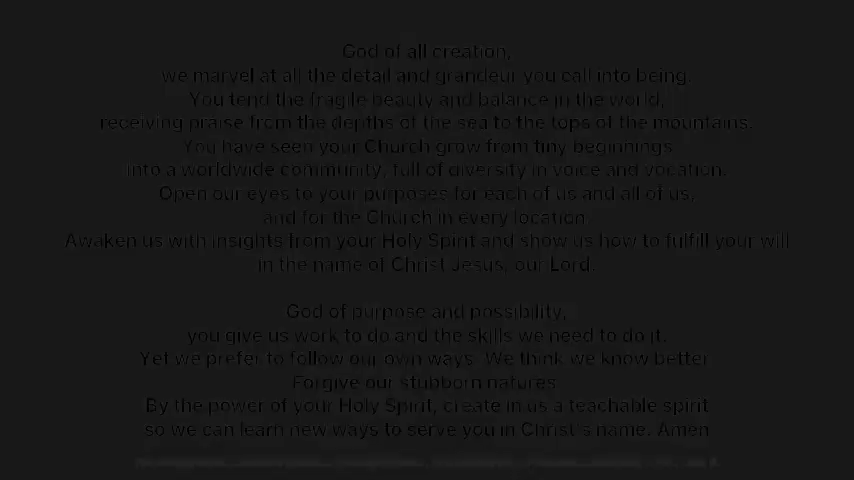 God of all creation,
we marvel at all the detail and grandeur you call into being.
You tend the fragile beauty and balance in the world,
receiving praise from the depths of the sea to the tops of the mountains.
You have seen your Church grow from tiny beginnings
into a worldwide community, full of diversity in voice and vocation.
Open our eyes to your purposes for each of us and all of us,
and for the Church in every location.
Awaken us with insights from your Holy Spirit and show us how to fulfill your will
in the name of Christ Jesus, our Lord.
God of purpose and possibility,
you give us work to do and the skills we need to do it.
Yet we prefer to follow our own ways. We think we know better.
Forgive our stubborn natures.
By the power of your Holy Spirit, create in us a teachable spirit
so we can learn new ways to serve you in Christ's name. Amen